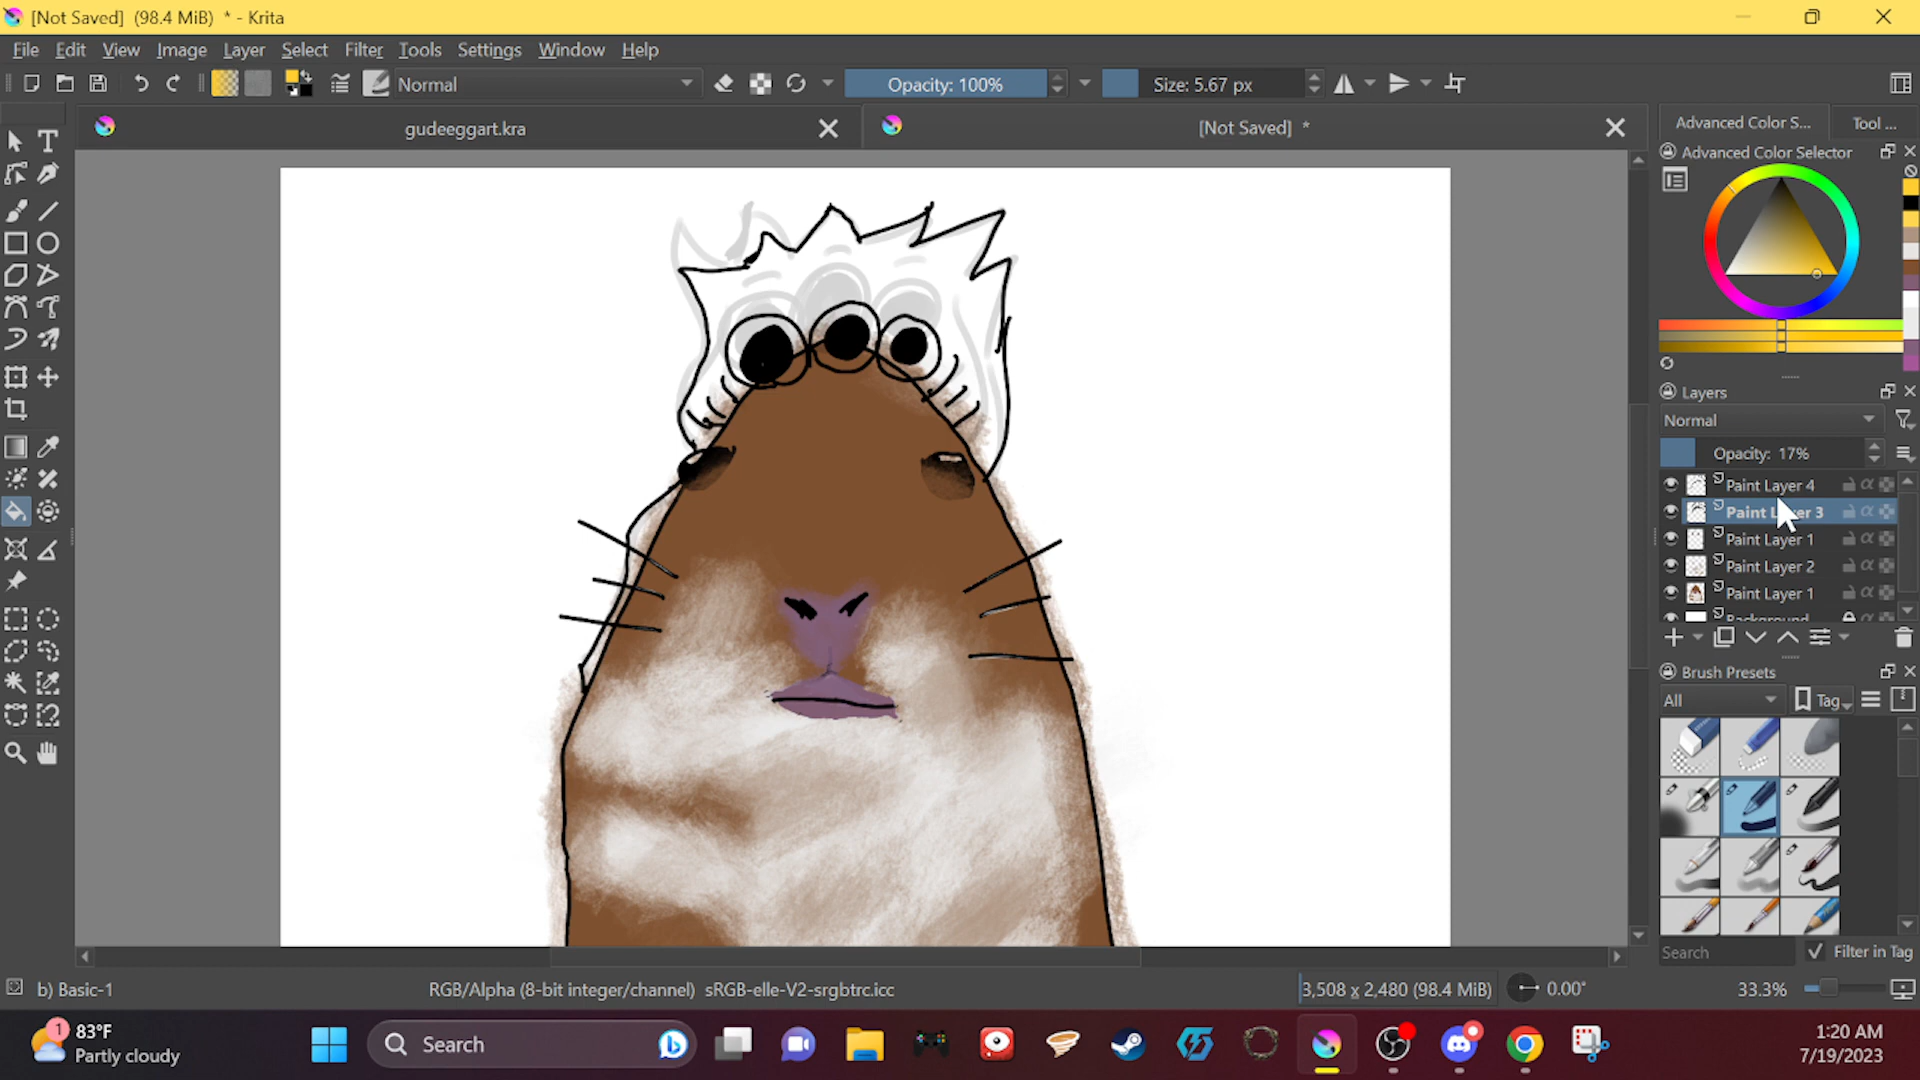 [Not Saved] (98.4 MiB) * - Krita
File Edit View Image Layer Select Filter Tools Settings Window Help
Normal Opacity: 100% Size: 5.67 px
gudeeggart.kra [Not Saved] * Advanced Color S... Tool ...
Advanced Color Selector
Layers
Normal
Opacity: 17%
Paint Layer 4
Paint Layer 3
Paint Layer 1
Paint Layer 2
Paint Layer 1
Background
Brush Presets
All Tag
Search Filter in Tag
b) Basic-1 RGB/Alpha (8-bit integer/channel) sRGB-elle-V2-srgbtrc.icc 3,508 x 2,480 (98.4 MiB) 0.00° 33.3%
1 83°F
Partly cloudy
Search
1:20 AM
7/19/2023